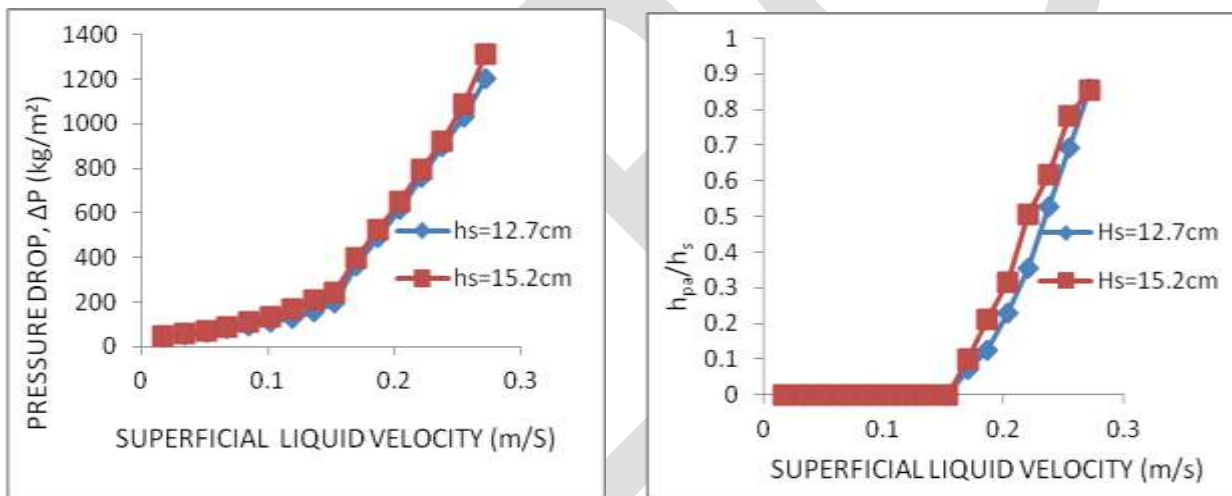 PRESSURE DROP, ΔP (kg/m²)
1400
1200
1000
800
600
400
200
0
hs=12.7cm
hs=15.2cm
0 0.1 0.2 0.3
SUPERFICIAL LIQUID VELOCITY (m/S)
hpa/hs
1
0.9
0.8
0.7
0.6
0.5
0.4
0.3
0.2
0.1
0
Hs=12.7cm
Hs=15.2cm
0 0.1 0.2 0.3
SUPERFICIAL LIQUID VELOCITY (m/s)